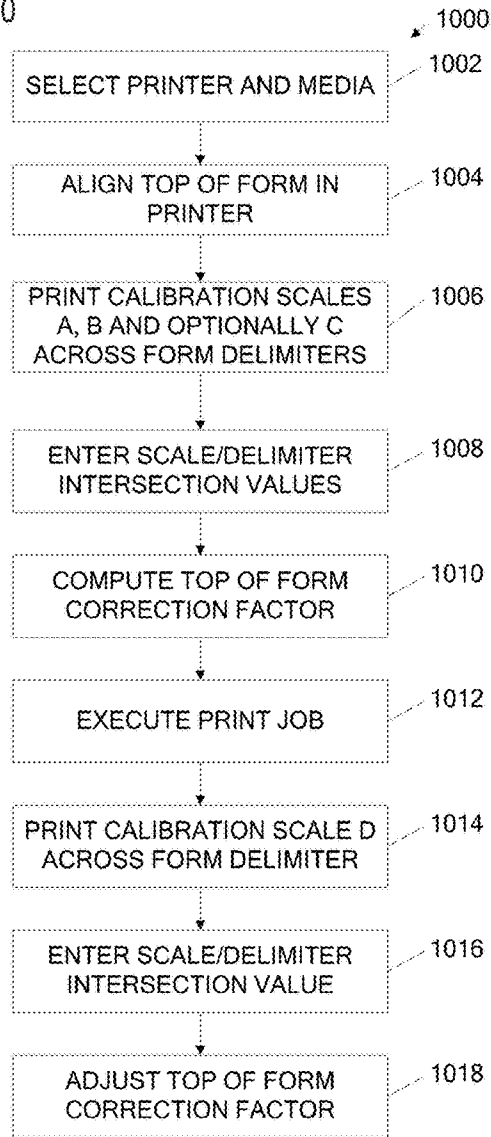 0
1000
SELECT PRINTER AND MEDIA
1002
ALIGN TOP OF FORM IN
PRINTER
1004
PRINT CALIBRATION SCALES
A, B AND OPTIONALLY C
ACROSS FORM DELIMITERS
1006
ENTER SCALE/DELIMITER
INTERSECTION VALUES
1008
COMPUTE TOP OF FORM
CORRECTION FACTOR
1010
EXECUTE PRINT JOB
1012
PRINT CALIBRATION SCALE D
ACROSS FORM DELIMITER
1014
ENTER SCALE/DELIMITER
INTERSECTION VALUE
1016
ADJUST TOP OF FORM
CORRECTION FACTOR
1018